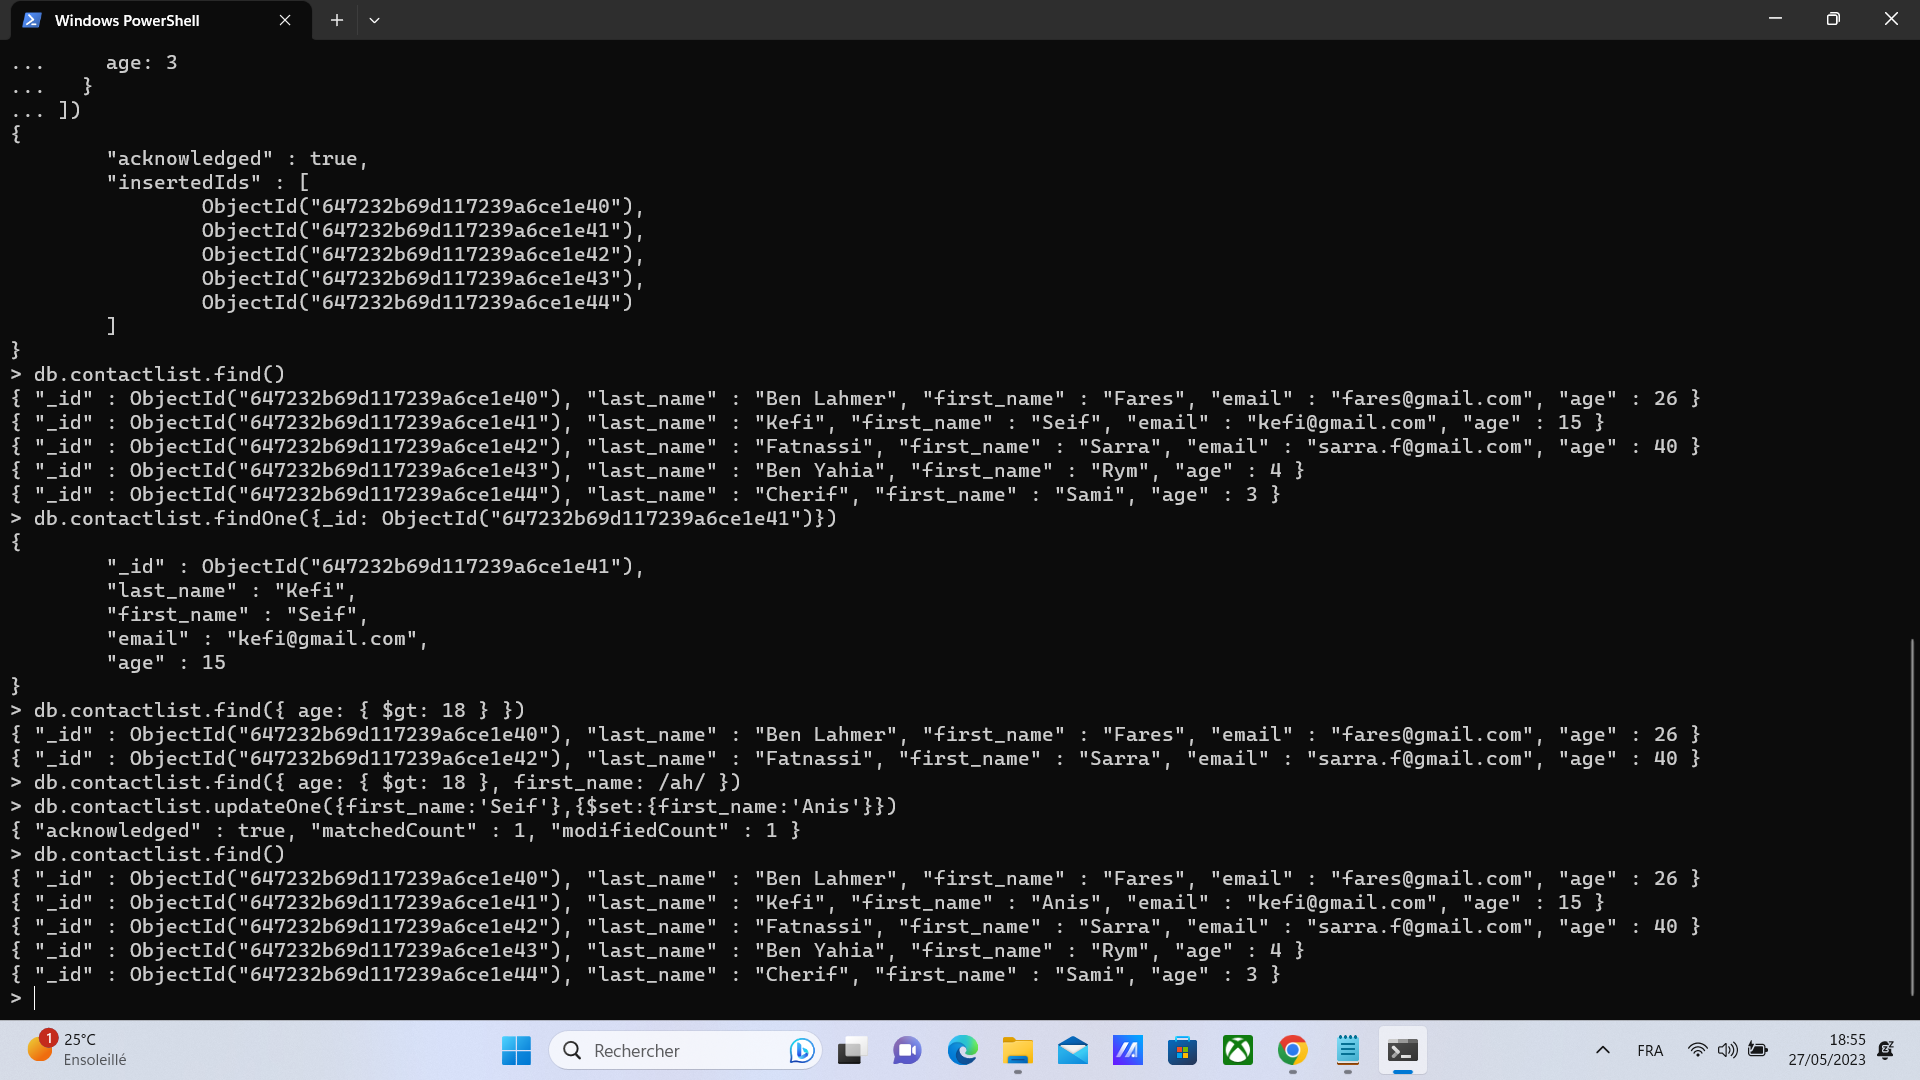 Windows PowerShell
...     age: 3
...   }
... ])
{
        "acknowledged" : true,
        "insertedIds" : [
                ObjectId("647232b69d117239a6ce1e40"),
                ObjectId("647232b69d117239a6ce1e41"),
                ObjectId("647232b69d117239a6ce1e42"),
                ObjectId("647232b69d117239a6ce1e43"),
                ObjectId("647232b69d117239a6ce1e44")
        ]
}
> db.contactlist.find()
{ "_id" : ObjectId("647232b69d117239a6ce1e40"), "last_name" : "Ben Lahmer", "first_name" : "Fares", "email" : "fares@gmail.com", "age" : 26 }
{ "_id" : ObjectId("647232b69d117239a6ce1e41"), "last_name" : "Kefi", "first_name" : "Seif", "email" : "kefi@gmail.com", "age" : 15 }
{ "_id" : ObjectId("647232b69d117239a6ce1e42"), "last_name" : "Fatnassi", "first_name" : "Sarra", "email" : "sarra.f@gmail.com", "age" : 40 }
{ "_id" : ObjectId("647232b69d117239a6ce1e43"), "last_name" : "Ben Yahia", "first_name" : "Rym", "age" : 4 }
{ "_id" : ObjectId("647232b69d117239a6ce1e44"), "last_name" : "Cherif", "first_name" : "Sami", "age" : 3 }
> db.contactlist.findOne({_id: ObjectId("647232b69d117239a6ce1e41")})
{
        "_id" : ObjectId("647232b69d117239a6ce1e41"),
        "last_name" : "Kefi",
        "first_name" : "Seif",
        "email" : "kefi@gmail.com",
        "age" : 15
}
> db.contactlist.find({ age: { $gt: 18 } })
{ "_id" : ObjectId("647232b69d117239a6ce1e40"), "last_name" : "Ben Lahmer", "first_name" : "Fares", "email" : "fares@gmail.com", "age" : 26 }
{ "_id" : ObjectId("647232b69d117239a6ce1e42"), "last_name" : "Fatnassi", "first_name" : "Sarra", "email" : "sarra.f@gmail.com", "age" : 40 }
> db.contactlist.find({ age: { $gt: 18 }, first_name: /ah/ })
> db.contactlist.updateOne({first_name:'Seif'},{$set:{first_name:'Anis'}})
{ "acknowledged" : true, "matchedCount" : 1, "modifiedCount" : 1 }
> db.contactlist.find()
{ "_id" : ObjectId("647232b69d117239a6ce1e40"), "last_name" : "Ben Lahmer", "first_name" : "Fares", "email" : "fares@gmail.com", "age" : 26 }
{ "_id" : ObjectId("647232b69d117239a6ce1e41"), "last_name" : "Kefi", "first_name" : "Anis", "email" : "kefi@gmail.com", "age" : 15 }
{ "_id" : ObjectId("647232b69d117239a6ce1e42"), "last_name" : "Fatnassi", "first_name" : "Sarra", "email" : "sarra.f@gmail.com", "age" : 40 }
{ "_id" : ObjectId("647232b69d117239a6ce1e43"), "last_name" : "Ben Yahia", "first_name" : "Rym", "age" : 4 }
{ "_id" : ObjectId("647232b69d117239a6ce1e44"), "last_name" : "Cherif", "first_name" : "Sami", "age" : 3 }
>
1
25°C
Ensoleillé
Rechercher
FRA
18:55
27/05/2023